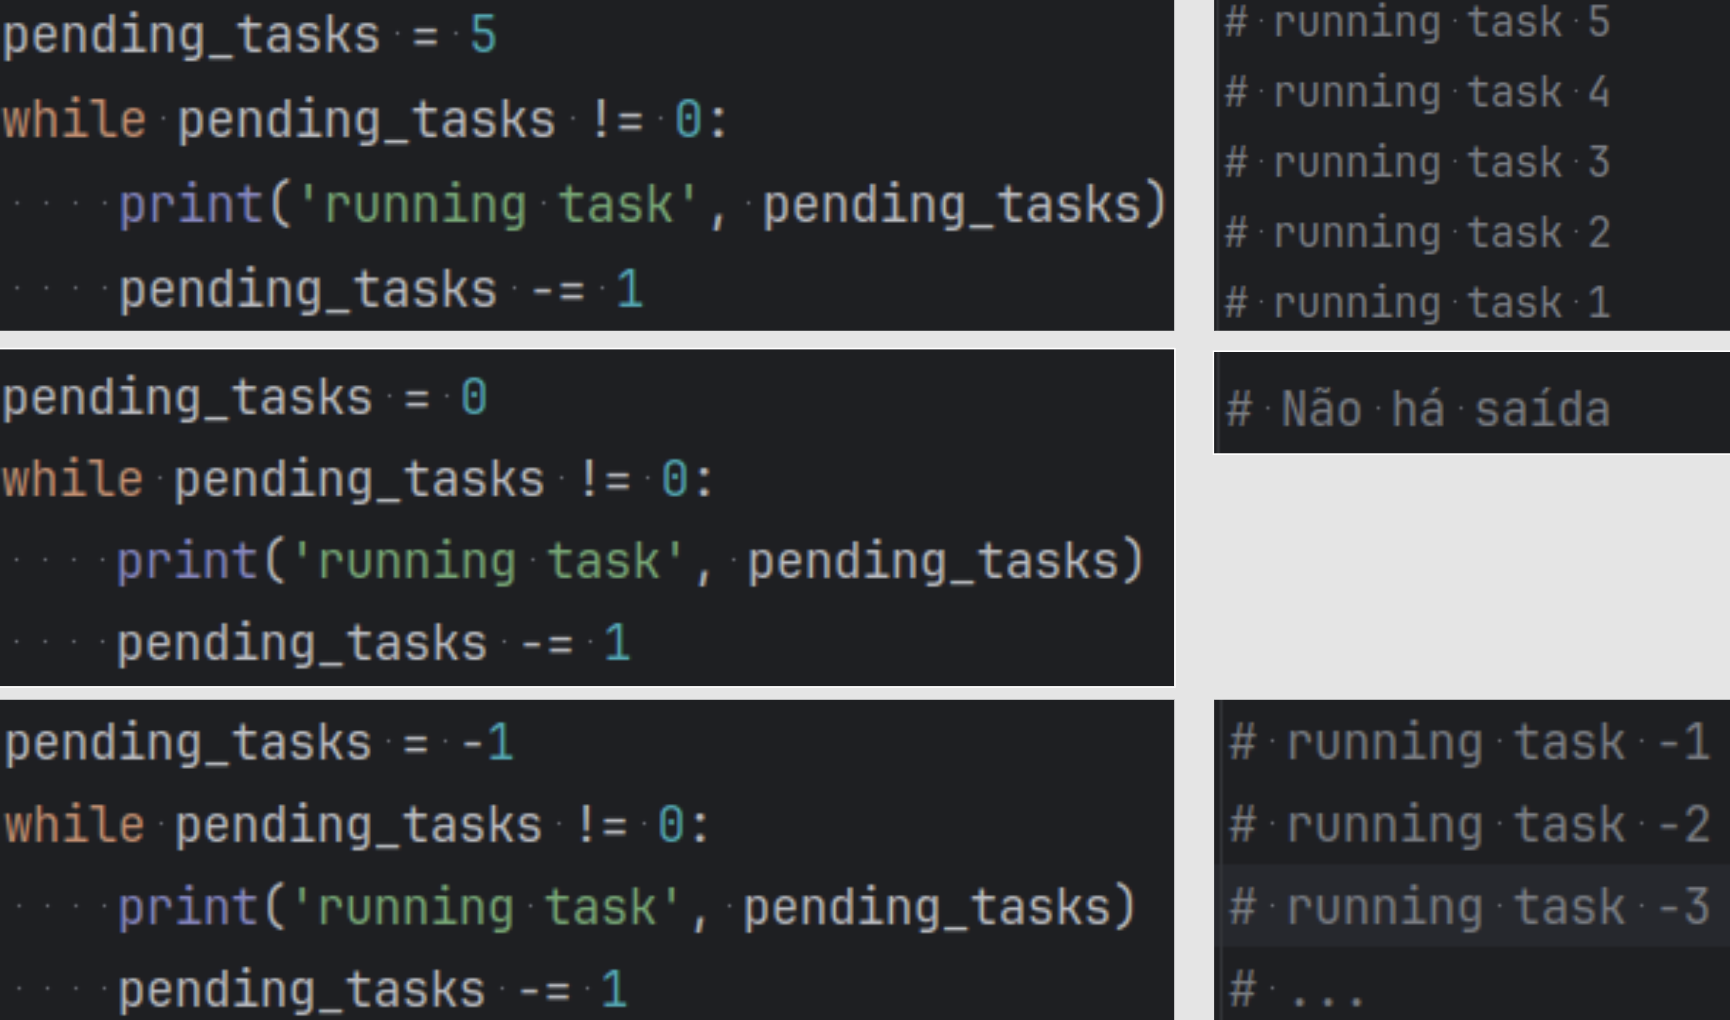 pending_tasks = 5
while pending_tasks != 0:
    print('running task', pending_tasks)
    pending_tasks -= 1
# running task 5
# running task 4
# running task 3
# running task 2
# running task 1
pending_tasks = 0
while pending_tasks != 0:
    print('running task', pending_tasks)
    pending_tasks -= 1
# Não há saída
pending_tasks = -1
while pending_tasks != 0:
    print('running task', pending_tasks)
    pending_tasks -= 1
# running task -1
# running task -2
# running task -3
# ...